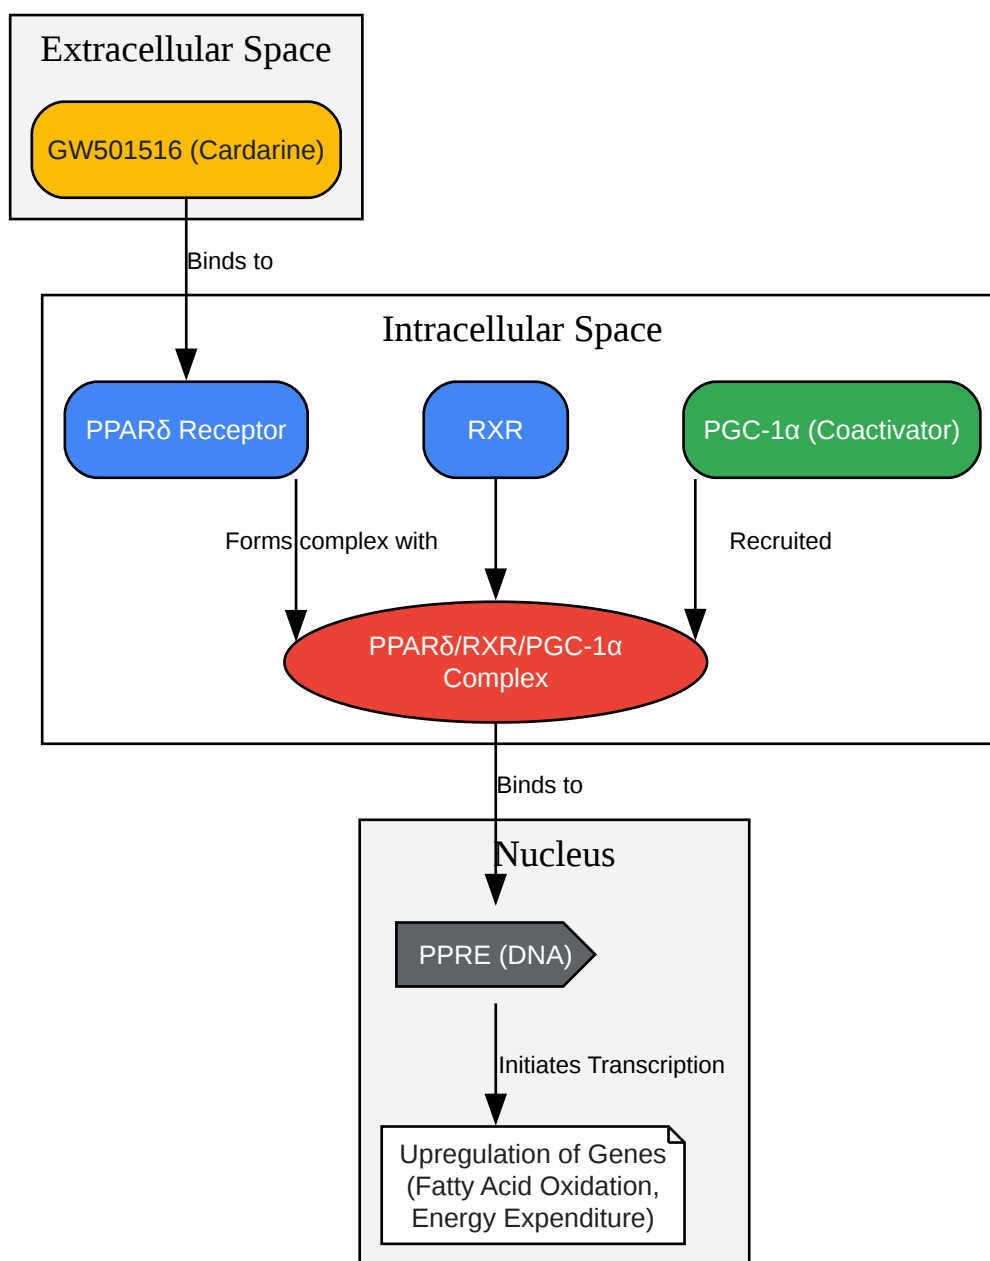 Extracellular Space
GW501516 (Cardarine)
Binds to
Intracellular Space
PPARδ Receptor
RXR
PGC-1α (Coactivator)
Forms complex with
Recruited
PPARδ/RXR/PGC-1α
Complex
Binds to
Nucleus
PPRE (DNA)
Initiates Transcription
Upregulation of Genes
(Fatty Acid Oxidation,
Energy Expenditure)